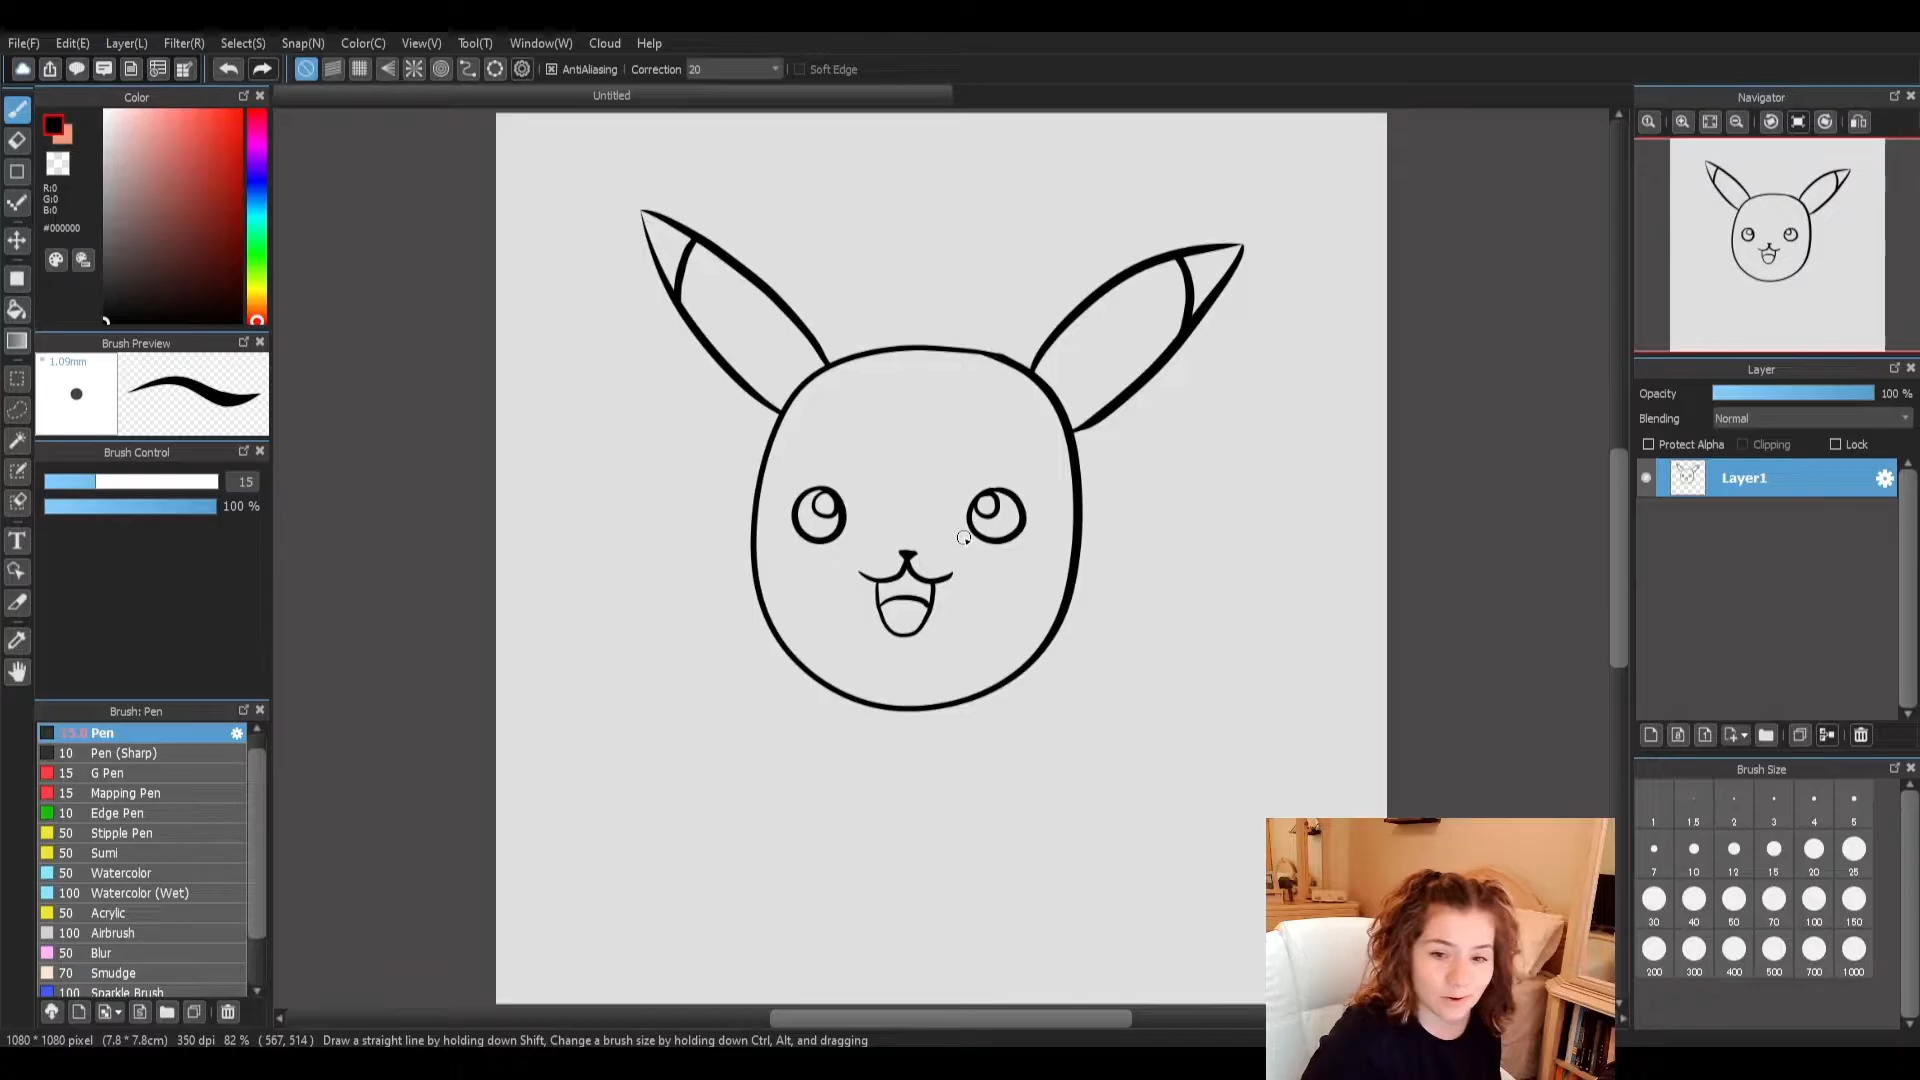 File(F) Edit(E) Layer(L) Filter(R) Select(S) Snap(N) Color(C) View(V) Tool(T) Window(W) Cloud Help
AntiAliasing Correction 20 Soft Edge
Color
Untitled
Navigator
R:0
G:0
B:0
#000000
Brush Preview
* 1.09mm
Brush Control
15
100 %
Layer
Opacity 100 %
Blending Normal
Protect Alpha Clipping Lock
Layer1
Brush: Pen
15.0 Pen
10 Pen (Sharp)
15 G Pen
15 Mapping Pen
10 Edge Pen
50 Stipple Pen
50 Sumi
50 Watercolor
100 Watercolor (Wet)
50 Acrylic
100 Airbrush
50 Blur
70 Smudge
100 Sparkle Brush
Brush Size
1 1.5 2 3 4 5
7 10 12 15 20 25
30 40 50 70 100 150
200 300 400 500 700 1000
1080 * 1080 pixel (7.8 * 7.8cm) 350 dpi 82 % ( 567, 514 ) Draw a straight line by holding down Shift, Change a brush size by holding down Ctrl, Alt, and dragging